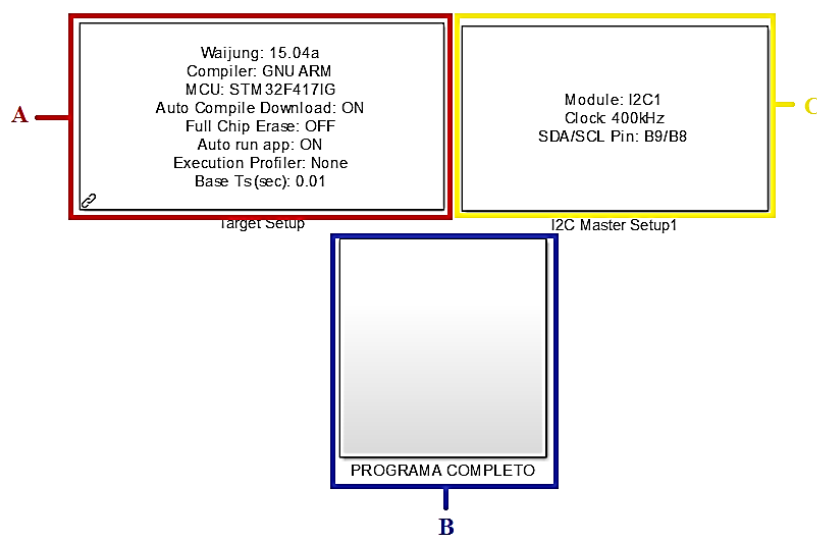 Waijung: 15.04a
Compiler: GNU ARM
MCU: STM32F417IG
Auto Compile Download: ON
Full Chip Erase: OFF
Auto run app: ON
Execution Profiler: None
Base Ts (sec): 0.01
A
Target Setup
Module: I2C1
Clock: 400kHz
SDA/SCL Pin: B9/B8
C
I2C Master Setup1
PROGRAMA COMPLETO
B